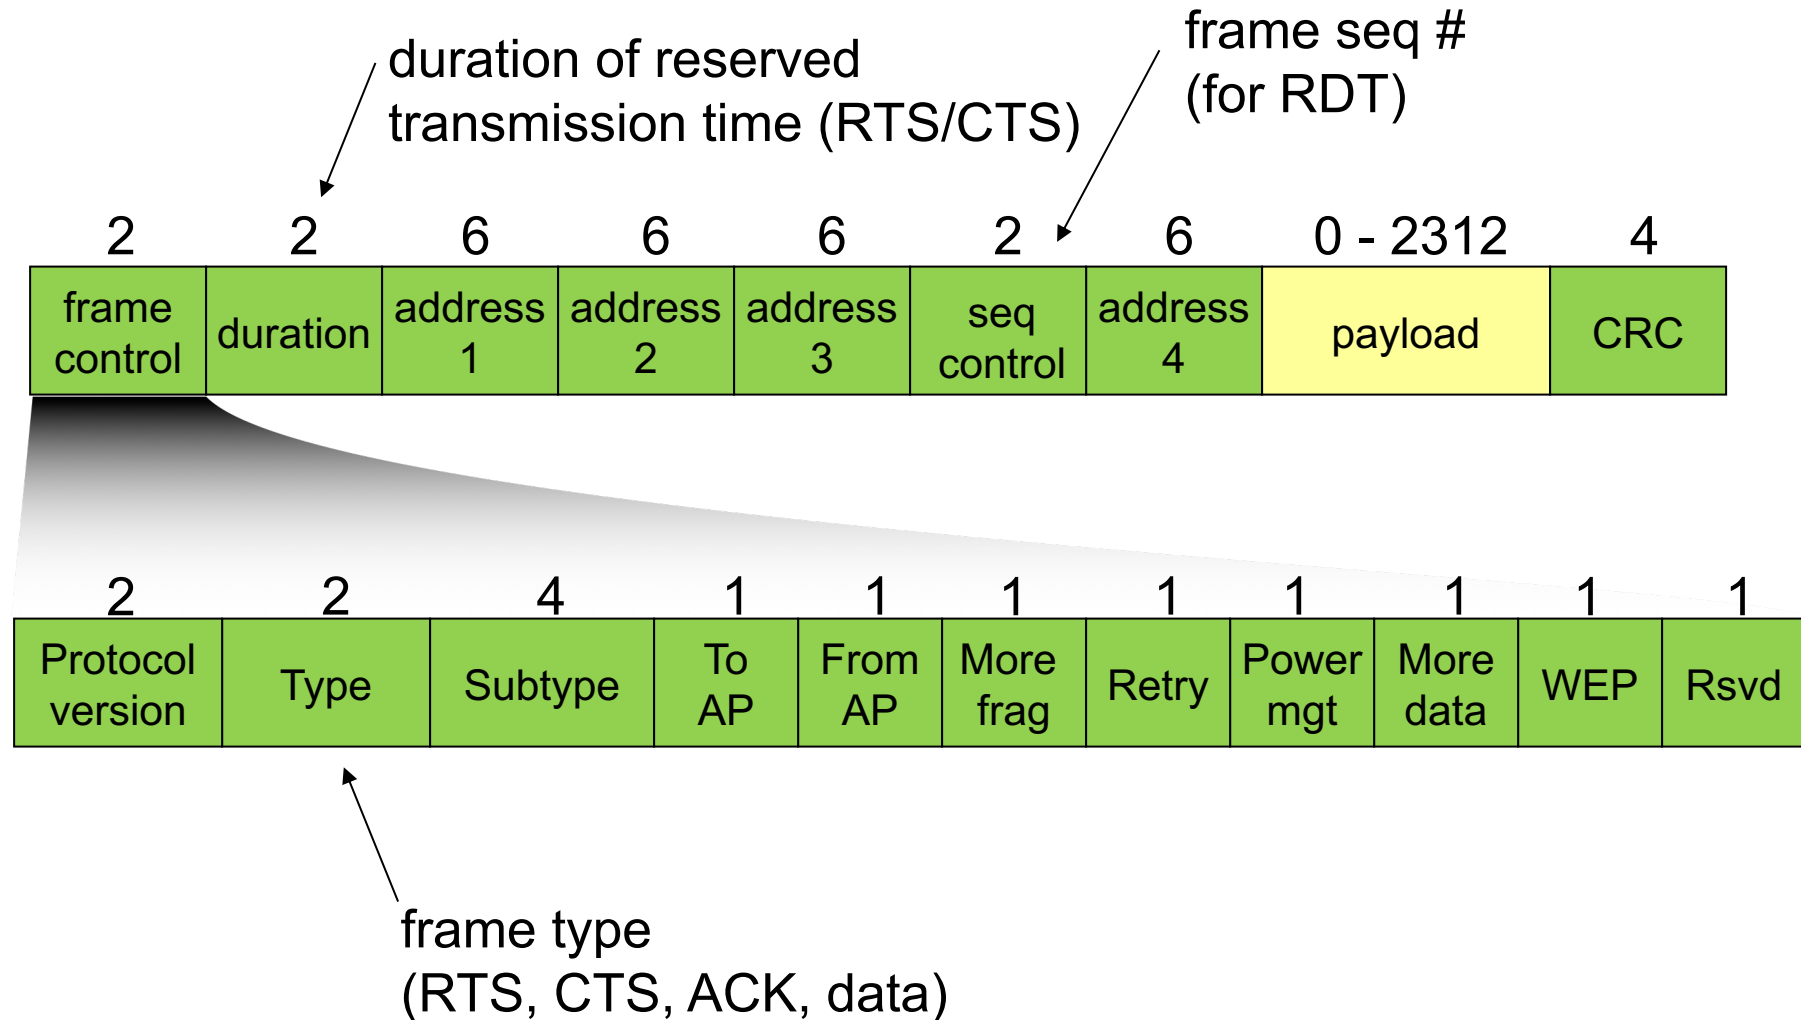 duration of reserved
transmission time (RTS/CTS)
frame seq #
(for RDT)
2 2 6 6 6 2 6 0 - 2312 4
frame
control
duration
address
1
address
2
address
3
seq
control
address
4
payload
CRC
2 2 4 1 1 1 1 1 1 1 1
Protocol
version
Type
Subtype
To
AP
From
AP
More
frag
Retry
Power
mgt
More
data
WEP
Rsvd
frame type
(RTS, CTS, ACK, data)